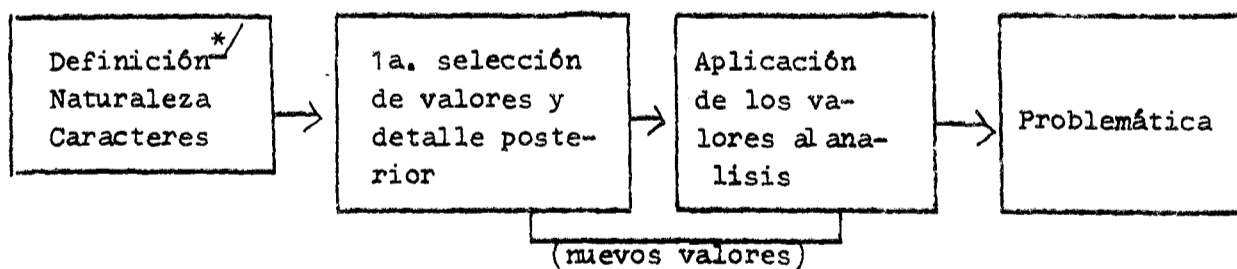 Definición*/
Naturaleza
Caracteres
1a. selección
de valores y
detalle poste-
rior
Aplicación
de los va-
lores al ana-
lisis
Problemática
(nuevos valores)